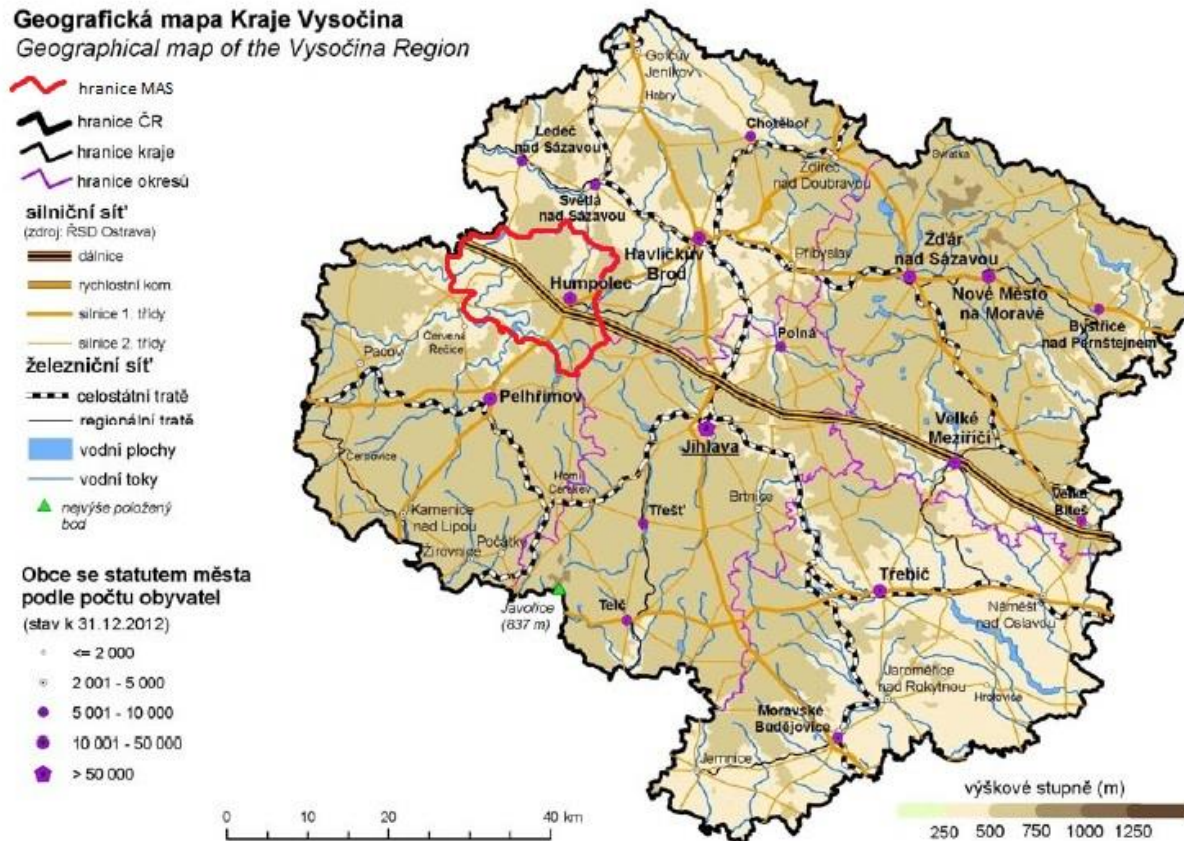 Geografická mapa Kraje Vysočina
Geographical map of the Vysočina Region
hranice MAS
hranice ČR
hranice kraje
hranice okresů
silniční síť
(zdroj: ŘSD Ostrava)
dálnice
rychlostní kom.
silnice 1. třídy
silnice 2. třídy
železniční síť
celostátní tratě
regionální tratě
vodní plochy
vodní toky
nejvýše položený
bod
Obce se statutem města
podle počtu obyvatel
(stav k 31.12.2012)
<= 2 000
2 001 - 5 000
5 001 - 10 000
10 001 - 50 000
> 50 000
Golčův
Jeníkov
Habry
Chotěboř
Ledeč
nad Sázavou
Ždírec
nad Doubravou
Svratka
Světlá
nad Sázavou
Havlíčkův
Brod
Přibyslav
Žďár
nad Sázavou
Humpolec
Nové Město
na Moravě
Bystřice
nad Pernštejnem
Červená
Řečice
Polná
Pacov
Pelhřimov
Jihlava
Velké
Meziříčí
Černovice
Horní
Cerekev
Brtnice
Velká
Bíteš
Kamenice
nad Lipou
Třešť
Žirovnice
Počátky
Třebíč
Javořice
(837 m)
Telč
Náměšť
nad Oslavou
Jaroměřice
nad Rokytnou
Hrotovice
Moravské
Budějovice
Jemnice
výškové stupně (m)
250 500 750 1000 1250
0 20 40 km